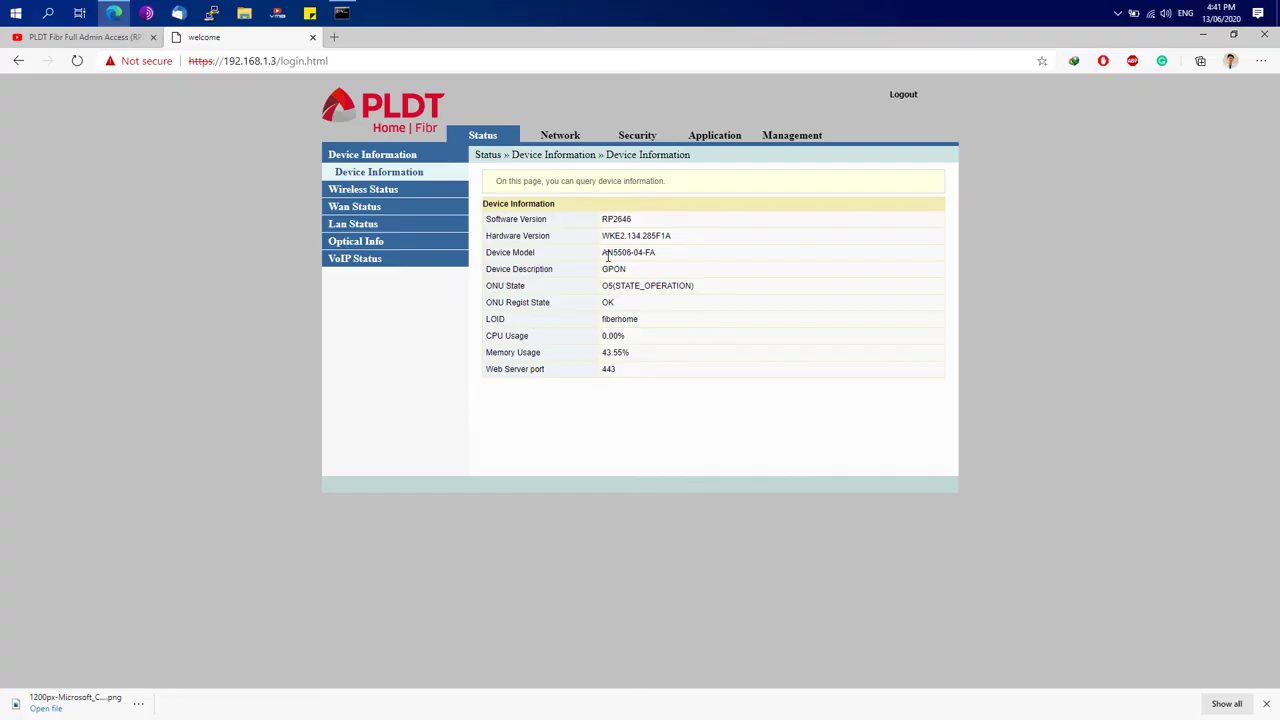 ENG
4:41 PM
13/06/2020
PLDT Fibr Full Admin Access (RP
welcome
Not secure
https://192.168.1.3/login.html
PLDT
Home | Fibr
Logout
Status
Network
Security
Application
Management
Device Information
Device Information
Wireless Status
Wan Status
Lan Status
Optical Info
VoIP Status
Status » Device Information » Device Information
On this page, you can query device information.
Device Information
Software Version RP2646
Hardware Version WKE2.134.285F1A
Device Model AN5506-04-FA
Device Description GPON
ONU State O5(STATE_OPERATION)
ONU Regist State OK
LOID fiberhome
CPU Usage 0.00%
Memory Usage 43.55%
Web Server port 443
1200px-Microsoft_C....png
Open file
Show all